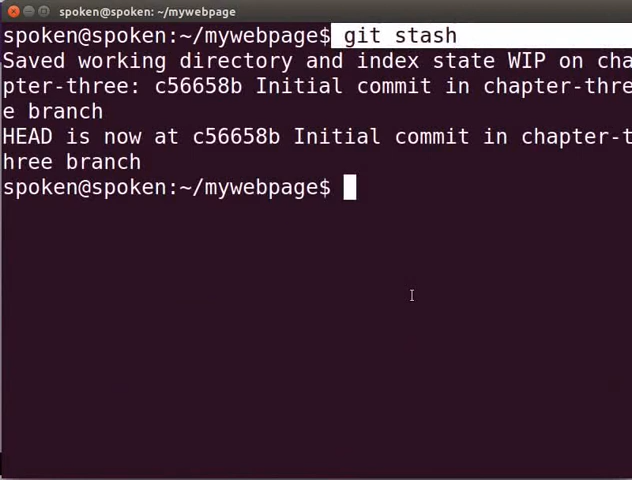 spoken@spoken: ~/mywebpage
spoken@spoken:~/mywebpage$ git stash
Saved working directory and index state WIP on cha
pter-three: c56658b Initial commit in chapter-thre
e branch
HEAD is now at c56658b Initial commit in chapter-t
hree branch
spoken@spoken:~/mywebpage$